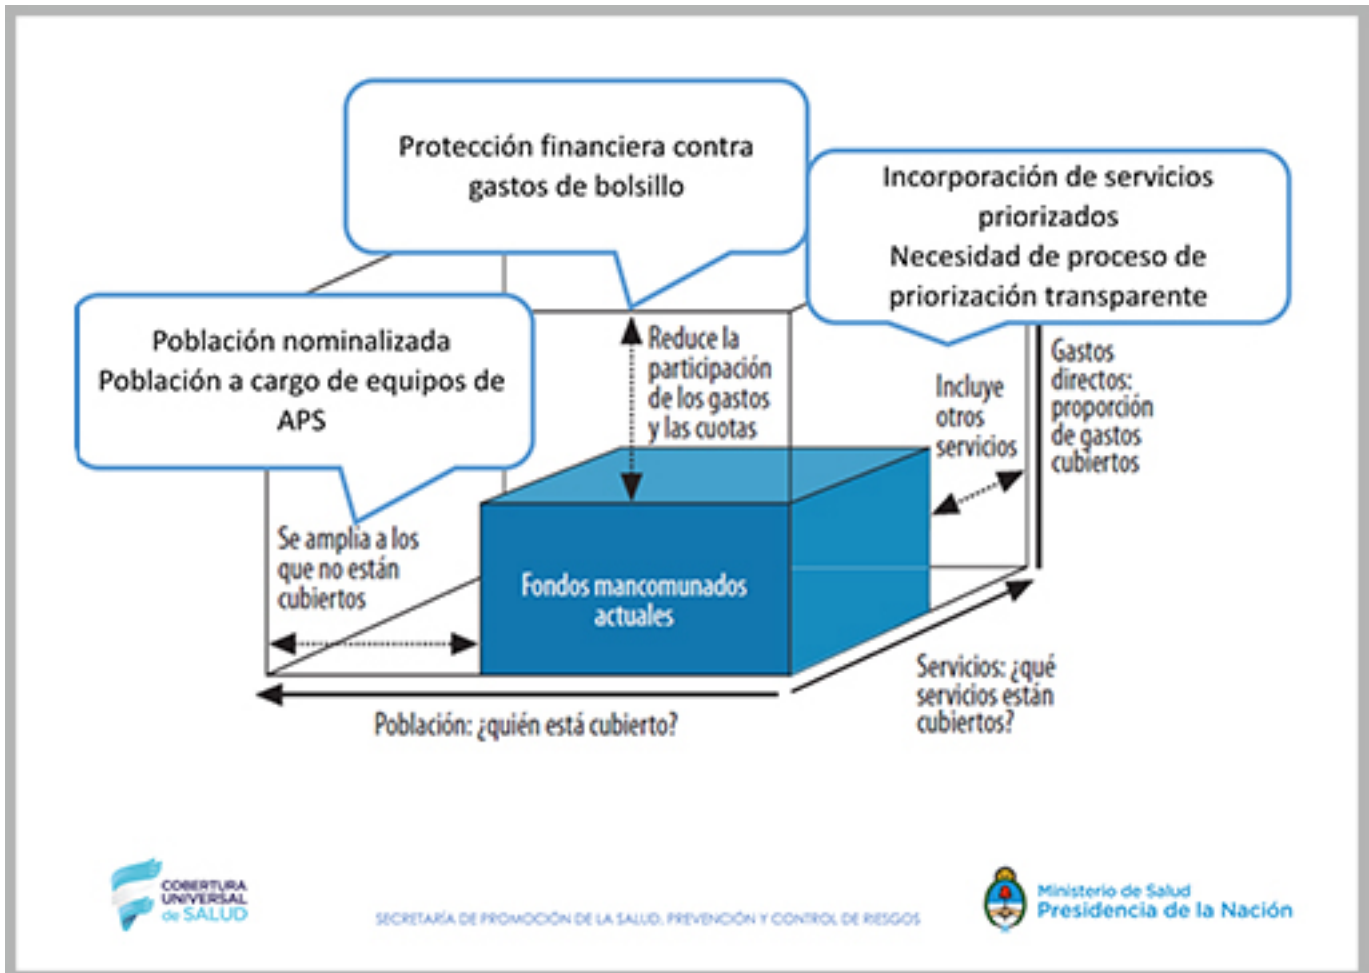 Protección financiera contra
gastos de bolsillo
Incorporación de servicios
priorizados
Necesidad de proceso de
priorización transparente
Población nominalizada
Población a cargo de equipos de
APS
Reduce la
participación
de los gastos
y las cuotas
Incluye
otros
servicios
Gastos
directos:
proporción
de gastos
cubiertos
Se amplia a los
que no están
cubiertos
Fondos mancomunados
actuales
Servicios: ¿qué
servicios están
cubiertos?
Población: ¿quién está cubierto?
COBERTURA
UNIVERSAL
de SALUD
SECRETARÍA DE PROMOCIÓN DE LA SALUD, PREVENCIÓN Y CONTROL DE RIESGOS
Ministerio de Salud
Presidencia de la Nación